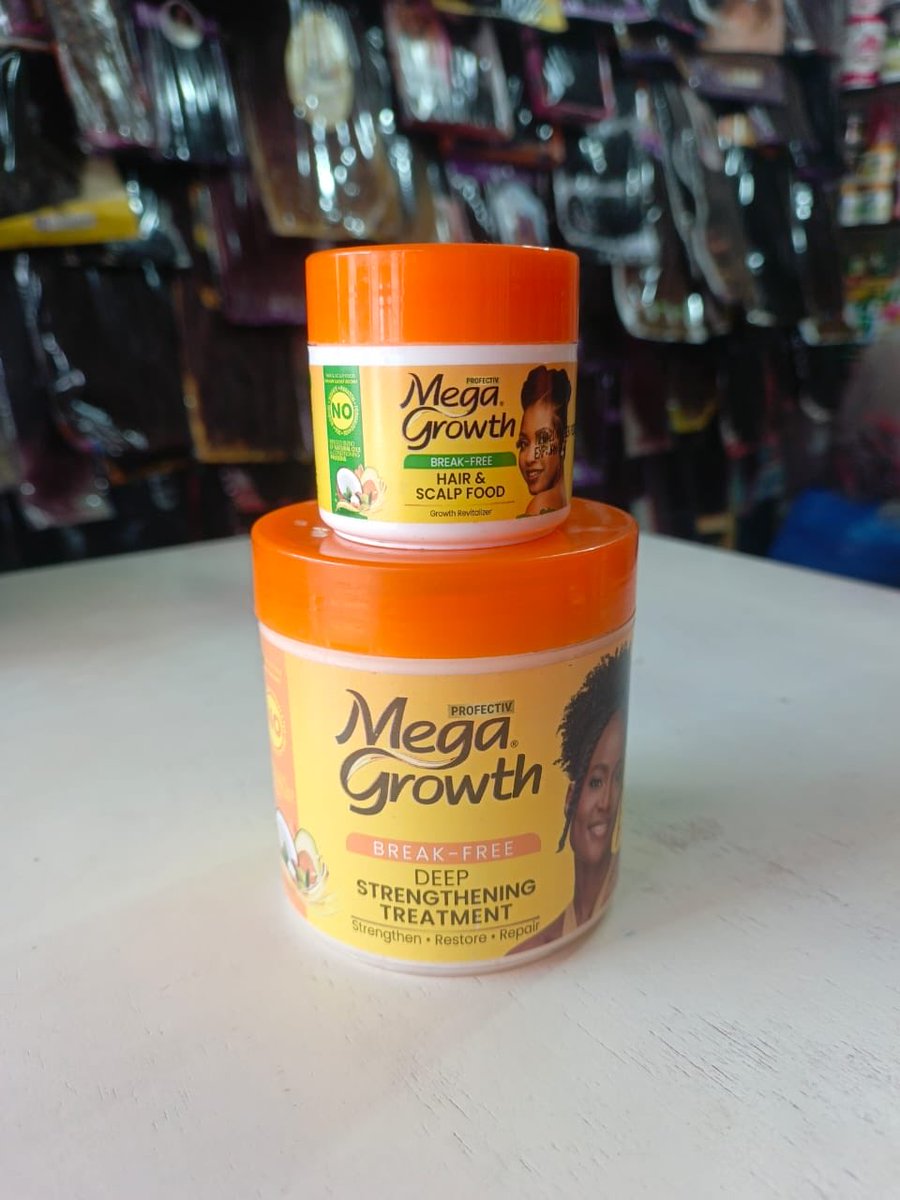 PROFECTIV
Mega
Growth
BREAK-FREE
HAIR &
SCALP FOOD
Growth Revitalizer
NO
PROFECTIV
Mega
Growth
BREAK-FREE
DEEP
STRENGTHENING
TREATMENT
Strengthen • Restore • Repair
NO